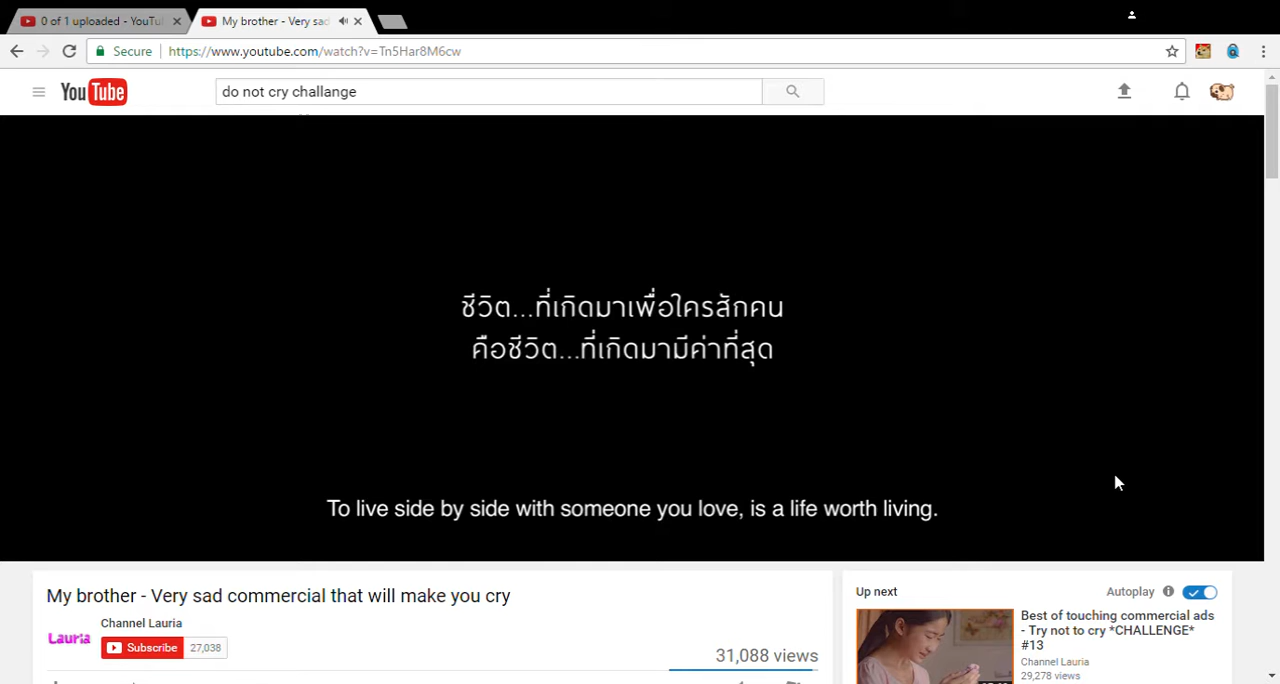 0 of 1 uploaded - YouTu
My brother - Very sad
Secure
https://www.youtube.com/watch?v=Tn5Har8M6cw
YouTube
do not cry challange
ชีวิต...ที่เกิดมาเพื่อใครสักคน
คือชีวิต...ที่เกิดมามีค่าที่สุด
To live side by side with someone you love, is a life worth living.
My brother - Very sad commercial that will make you cry
Lauria
Channel Lauria
Subscribe 27,038
31,088 views
Up next
Autoplay
Best of touching commercial ads
- Try not to cry *CHALLENGE*
#13
Channel Lauria
29,278 views